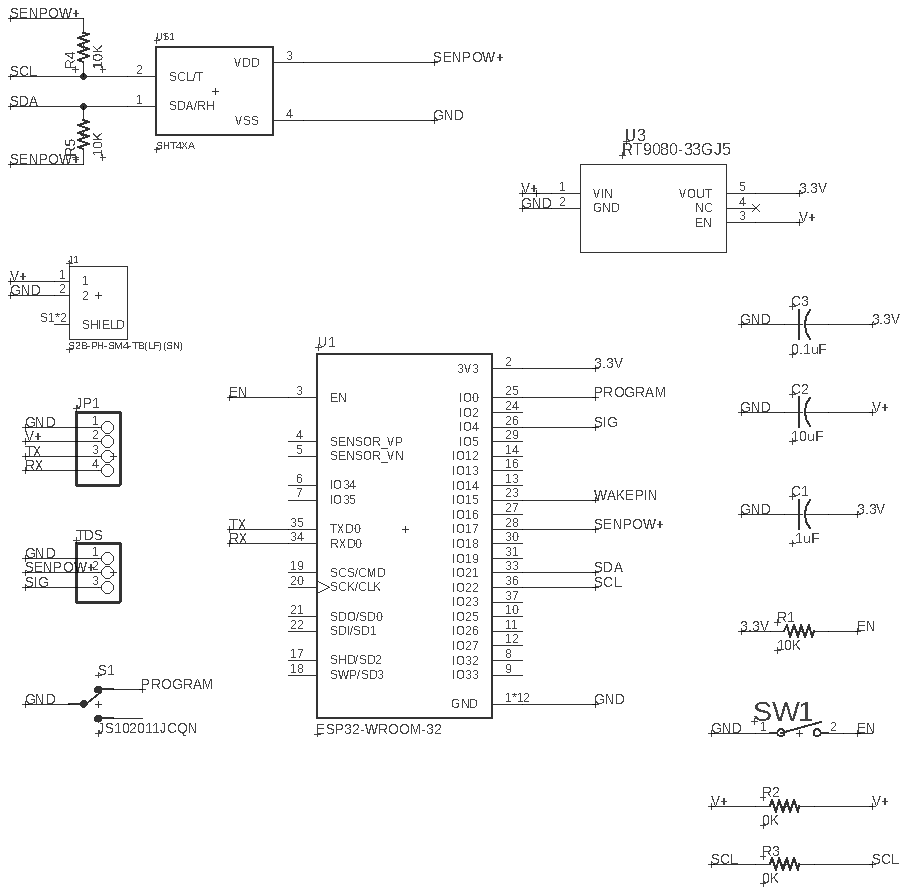 SENPOW+
R4
10K
SCL
2
SDA
1
R5
10K
SENPOW+
US1
SCL/T
SDA/RH
VDD
VSS
SHT4XA
3
SENPOW+
4
GND
U3
RT9080-33GJ5
V+
1
VIN
GND
2
GND
VOUT
5
3.3V
NC
4
EN
3
V+
J1
V+
1
1
GND
2
2
S1*2
SHIELD
S2B-PH-SM4-TB(LF)(SN)
JP1
GND
1
V+
2
TX
3
RX
4
JDS
GND
1
SENPOW+
2
SIG
3
S1
PROGRAM
GND
JS102011JCQN
U1
EN
3
EN
4
SENSOR_VP
5
SENSOR_VN
6
IO34
7
IO35
TX
35
TXD0
RX
34
RXD0
19
SCS/CMD
20
SCK/CLK
21
SDO/SD0
22
SDI/SD1
17
SHD/SD2
18
SWP/SD3
3V3
2
3.3V
IO0
25
PROGRAM
IO2
24
IO4
26
SIG
IO5
29
IO12
14
IO13
16
IO14
13
IO15
23
WAKEPIN
IO16
27
IO17
28
SENPOW+
IO18
30
IO19
31
IO21
33
SDA
IO22
36
SCL
IO23
37
IO25
10
IO26
11
IO27
12
IO32
8
IO33
9
GND
1*12
GND
ESP32-WROOM-32
C3
GND
3.3V
0.1uF
C2
GND
V+
10uF
C1
GND
3.3V
.1uF
R1
3.3V
EN
10K
SW1
GND
1
2
EN
R2
V+
V+
0K
R3
SCL
SCL
0K